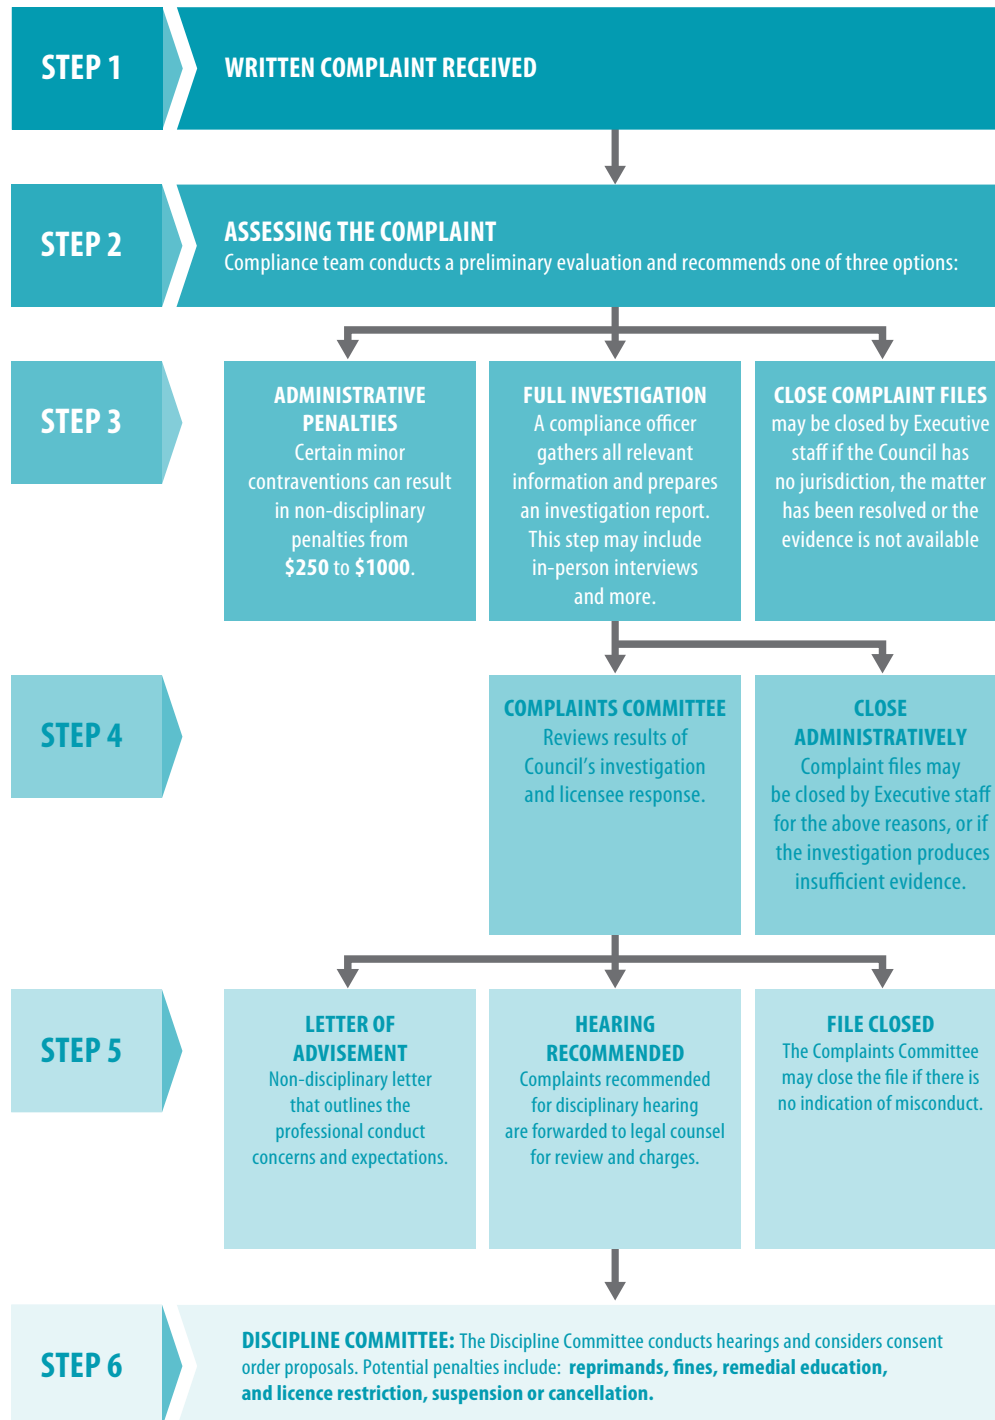 STEP 1
WRITTEN COMPLAINT RECEIVED
STEP 2
ASSESSING THE COMPLAINT
Compliance team conducts a preliminary evaluation and recommends one of three options:
STEP 3
ADMINISTRATIVE
PENALTIES
Certain minor
contraventions can result
in non-disciplinary
penalties from
$250 to $1000.
FULL INVESTIGATION
A compliance officer
gathers all relevant
information and prepares
an investigation report.
This step may include
in-person interviews
and more.
CLOSE COMPLAINT FILES
may be closed by Executive
staff if the Council has
no jurisdiction, the matter
has been resolved or the
evidence is not available
STEP 4
COMPLAINTS COMMITTEE
Reviews results of
Council's investigation
and licensee response.
CLOSE
ADMINISTRATIVELY
Complaint files may
be closed by Executive staff
for the above reasons, or if
the investigation produces
insufficient evidence.
STEP 5
LETTER OF
ADVISEMENT
Non-disciplinary letter
that outlines the
professional conduct
concerns and expectations.
HEARING
RECOMMENDED
Complaints recommended
for disciplinary hearing
are forwarded to legal counsel
for review and charges.
FILE CLOSED
The Complaints Committee
may close the file if there is
no indication of misconduct.
STEP 6
DISCIPLINE COMMITTEE: The Discipline Committee conducts hearings and considers consent
order proposals. Potential penalties include: reprimands, fines, remedial education,
and licence restriction, suspension or cancellation.